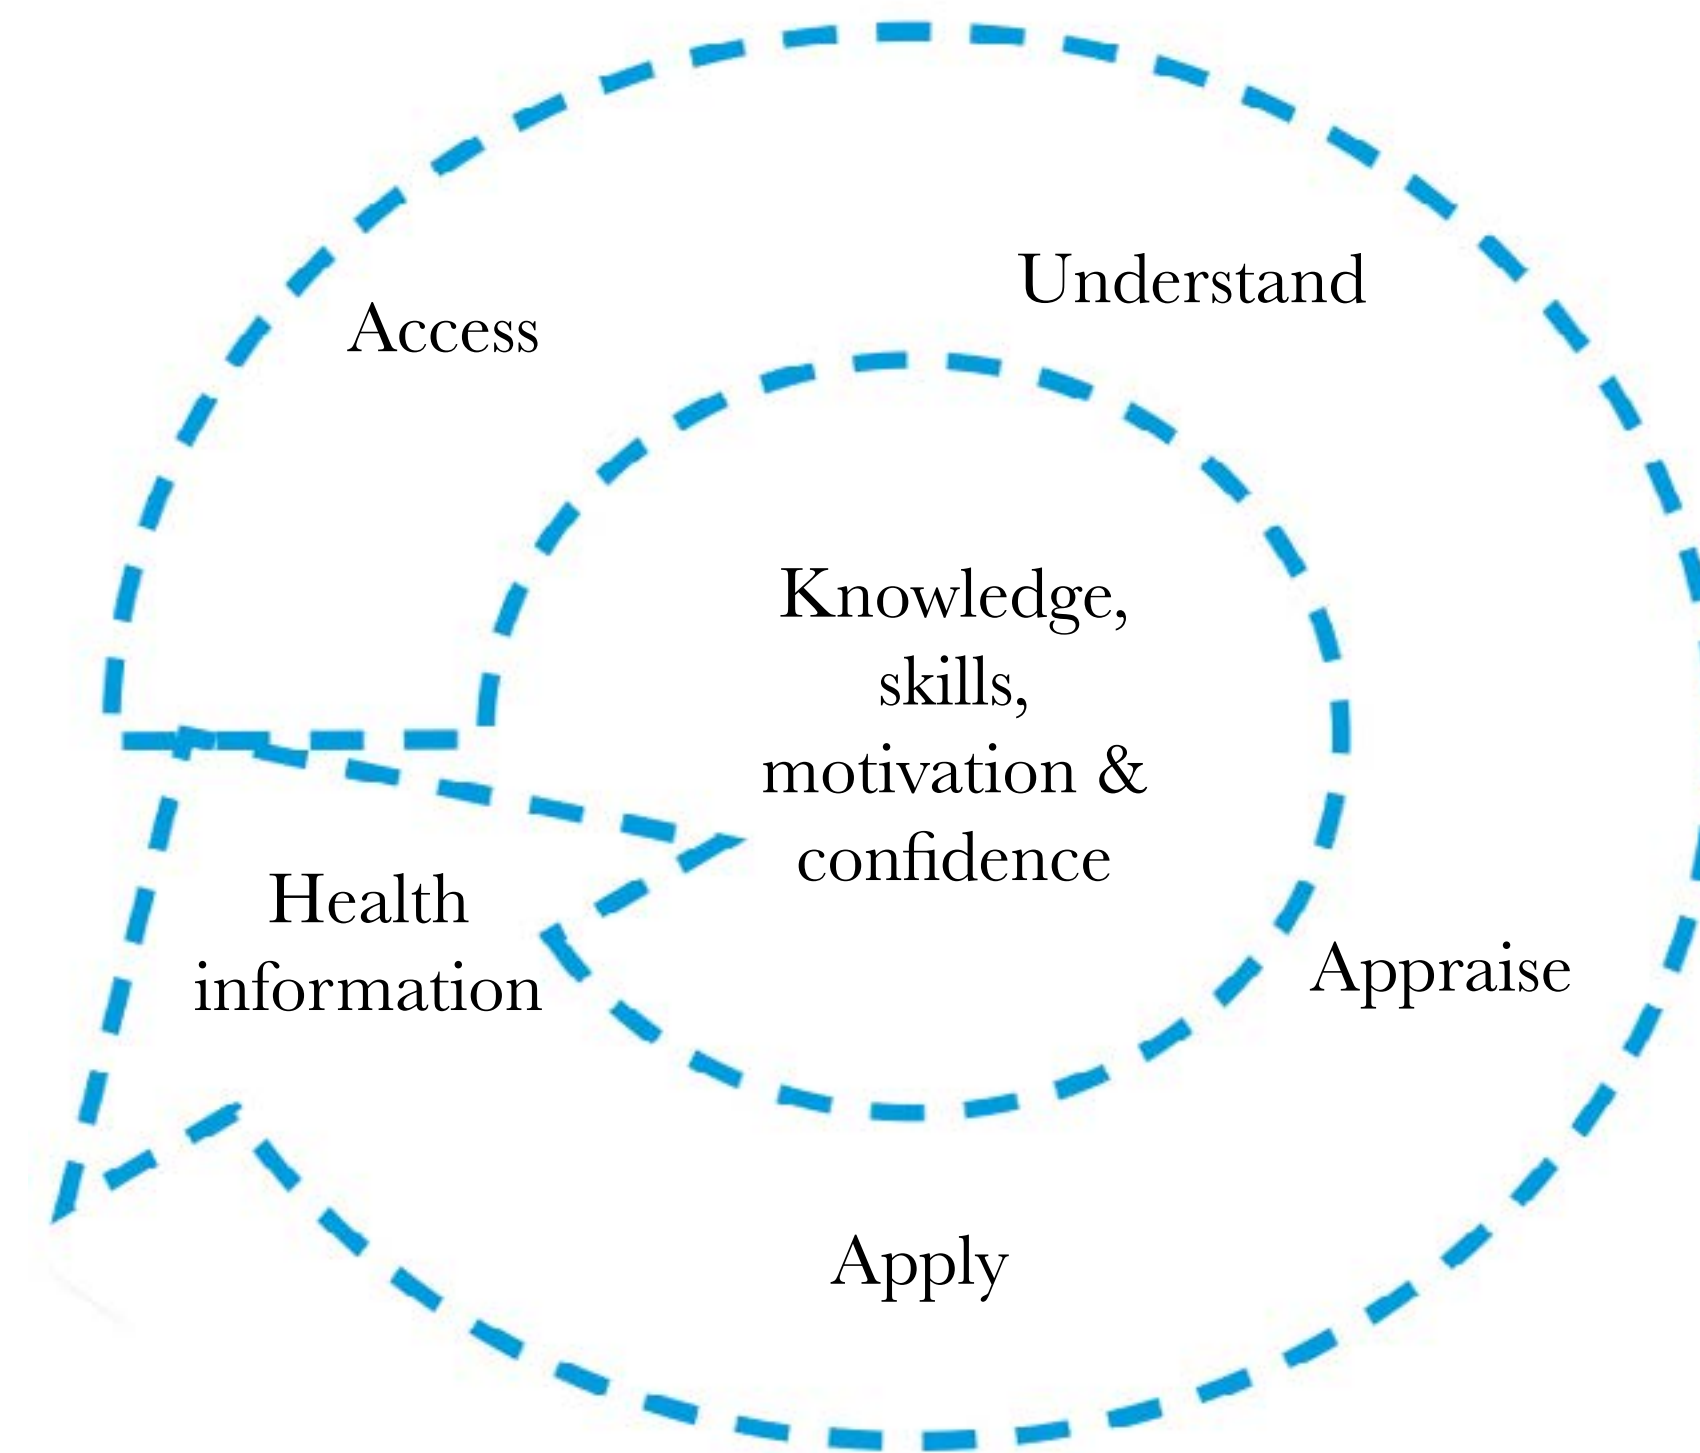 Access
Understand
Knowledge,
skills,
motivation &
confidence
Health
information
Appraise
Apply